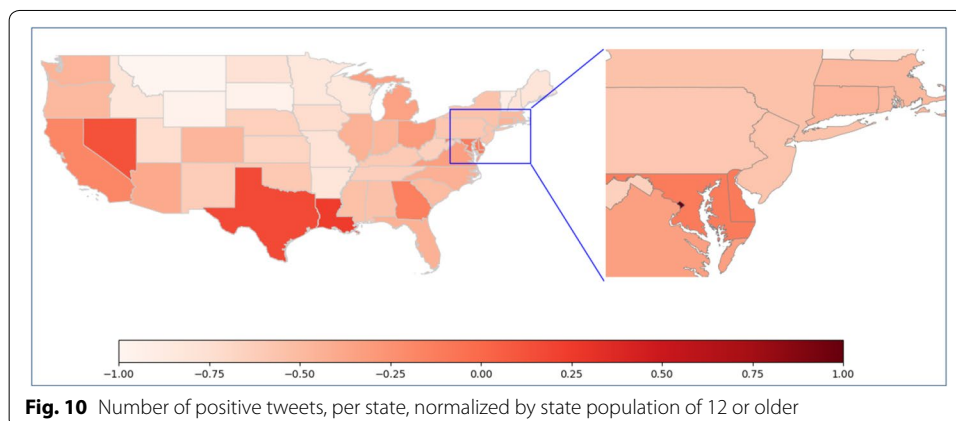 −1.00 −0.75 −0.50 −0.25 0.00 0.25 0.50 0.75 1.00
Fig. 10 Number of positive tweets, per state, normalized by state population of 12 or older